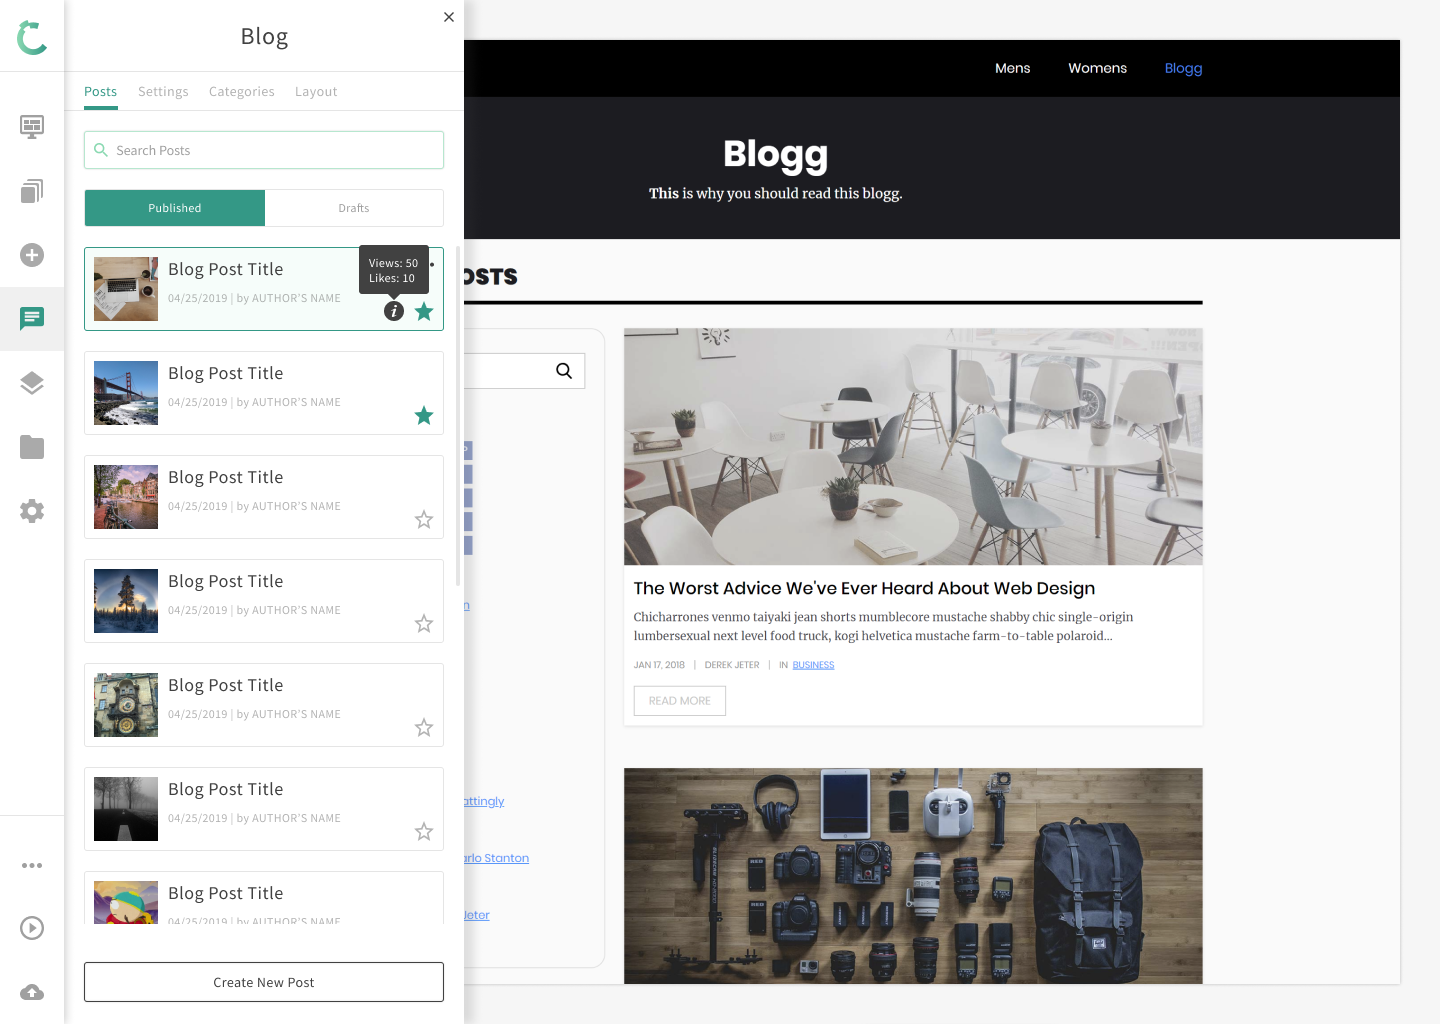 Blog
Posts
Settings
Categories
Layout
Search Posts
Published
Drafts
Blog Post Title
04/25/2019 | by AUTHOR'S NAME
Views: 50
Likes: 10
i
Blog Post Title
04/25/2019 | by AUTHOR'S NAME
Blog Post Title
04/25/2019 | by AUTHOR'S NAME
Blog Post Title
04/25/2019 | by AUTHOR'S NAME
Blog Post Title
04/25/2019 | by AUTHOR'S NAME
Blog Post Title
04/25/2019 | by AUTHOR'S NAME
Blog Post Title
04/25/2019 | by AUTHOR'S NAME
Create New Post
Mens
Womens
Blogg
Blogg
This is why you should read this blogg.
OSTS
n
attingly
arlo Stanton
Jeter
The Worst Advice We've Ever Heard About Web Design
Chicharrones venmo taiyaki jean shorts mumblecore mustache shabby chic single-origin
lumbersexual next level food truck, kogi helvetica mustache farm-to-table polaroid...
JAN 17, 2018 | DEREK JETER | IN BUSINESS
READ MORE